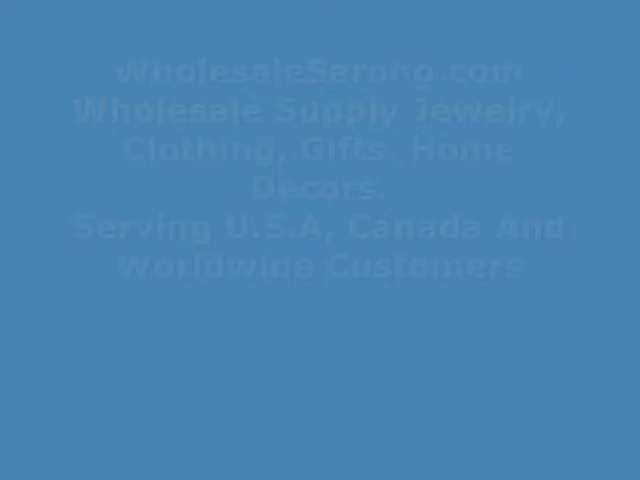 WholesaleSarong.com
Wholesale Supply Jewelry,
Clothing, Gifts. Home
Decors.
Serving U.S.A, Canada And
Worldwide Customers